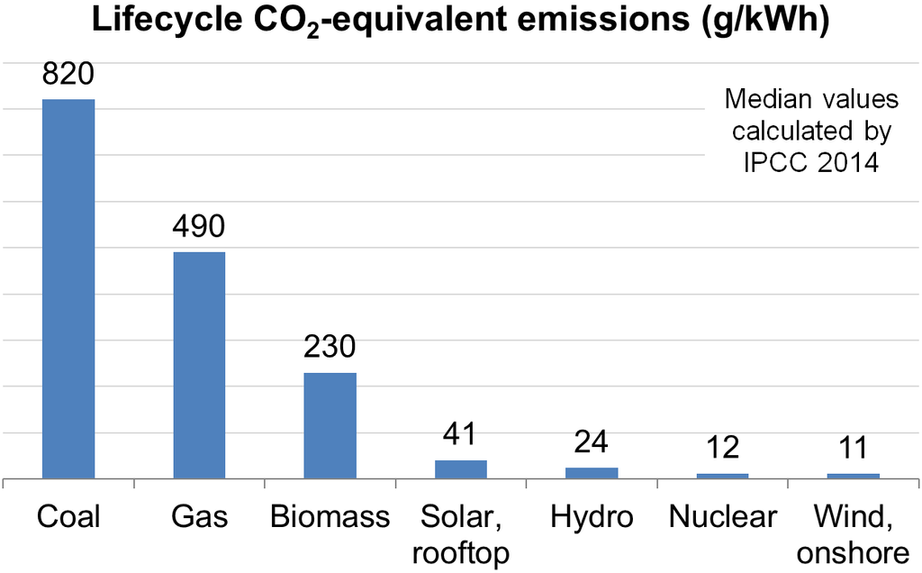 Lifecycle CO₂-equivalent emissions (g/kWh)
820
Median values
calculated by
IPCC 2014
490
230
41
24
12
11
Coal
Gas
Biomass
Solar,
rooftop
Hydro
Nuclear
Wind,
onshore